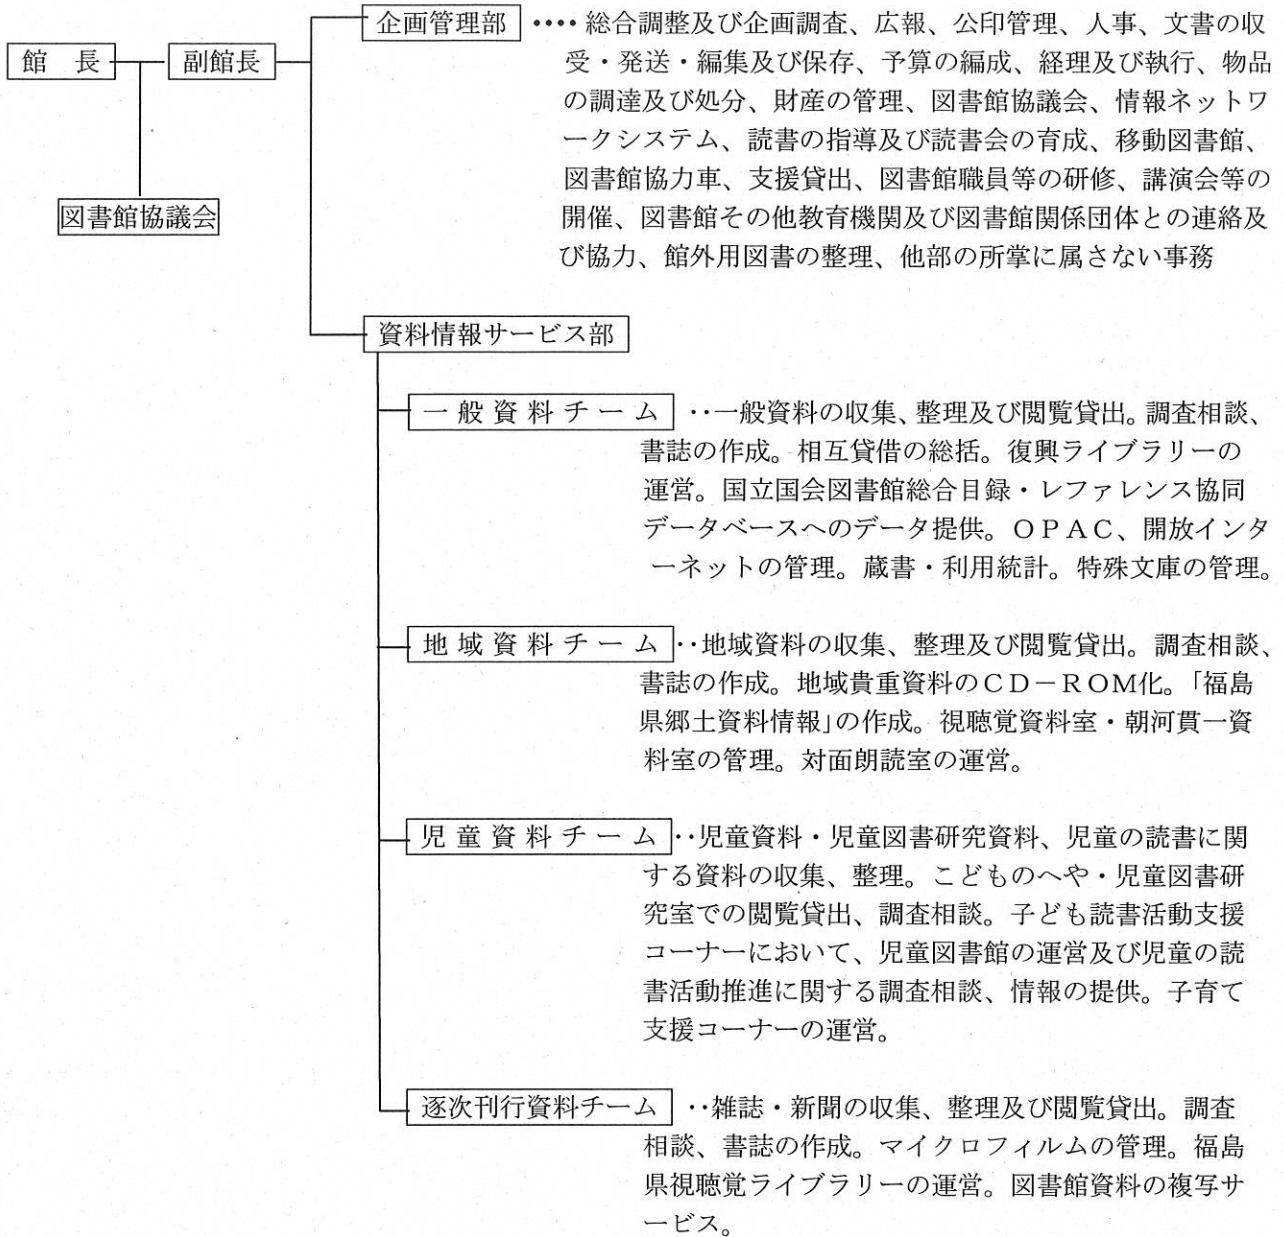 館　長
副館長
図書館協議会
企画管理部 ････ 総合調整及び企画調査、広報、公印管理、人事、文書の収
受・発送・編集及び保存、予算の編成、経理及び執行、物品
の調達及び処分、財産の管理、図書館協議会、情報ネットワ
ークシステム、読書の指導及び読書会の育成、移動図書館、
図書館協力車、支援貸出、図書館職員等の研修、講演会等の
開催、図書館その他教育機関及び図書館関係団体との連絡及
び協力、館外用図書の整理、他部の所掌に属さない事務
資料情報サービス部
一般資料チーム ‥一般資料の収集、整理及び閲覧貸出。調査相談、
書誌の作成。相互貸借の総括。復興ライブラリーの
運営。国立国会図書館総合目録・レファレンス協同
データベースへのデータ提供。ＯＰＡＣ、開放インタ
ーネットの管理。蔵書・利用統計。特殊文庫の管理。
地域資料チーム ‥地域資料の収集、整理及び閲覧貸出。調査相談、
書誌の作成。地域貴重資料のＣＤ－ＲＯＭ化。「福島
県郷土資料情報」の作成。視聴覚資料室・朝河貫一資
料室の管理。対面朗読室の運営。
児童資料チーム ‥児童資料・児童図書研究資料、児童の読書に関
する資料の収集、整理。こどものへや・児童図書研
究室での閲覧貸出、調査相談。子ども読書活動支援
コーナーにおいて、児童図書館の運営及び児童の読
書活動推進に関する調査相談、情報の提供。子育て
支援コーナーの運営。
逐次刊行資料チーム ‥雑誌・新聞の収集、整理及び閲覧貸出。調査
相談、書誌の作成。マイクロフィルムの管理。福島
県視聴覚ライブラリーの運営。図書館資料の複写サ
ービス。